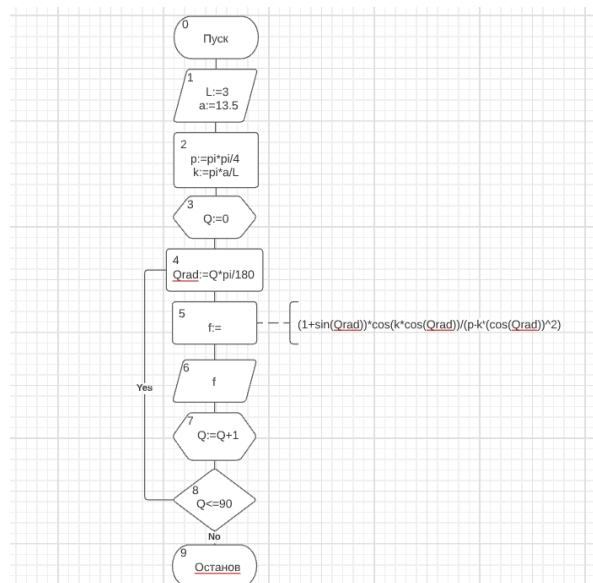 0
Пуск
1
L:=3
a:=13.5
2
p:=pi*pi/4
k:=pi*a/L
3
Q:=0
4
Qrad:=Q*pi/180
5
f:=
(1+sin(Qrad))*cos(k*cos(Qrad))/(p-k*(cos(Qrad))^2)
6
f
Yes
7
Q:=Q+1
8
Q<=90
No
9
Останов